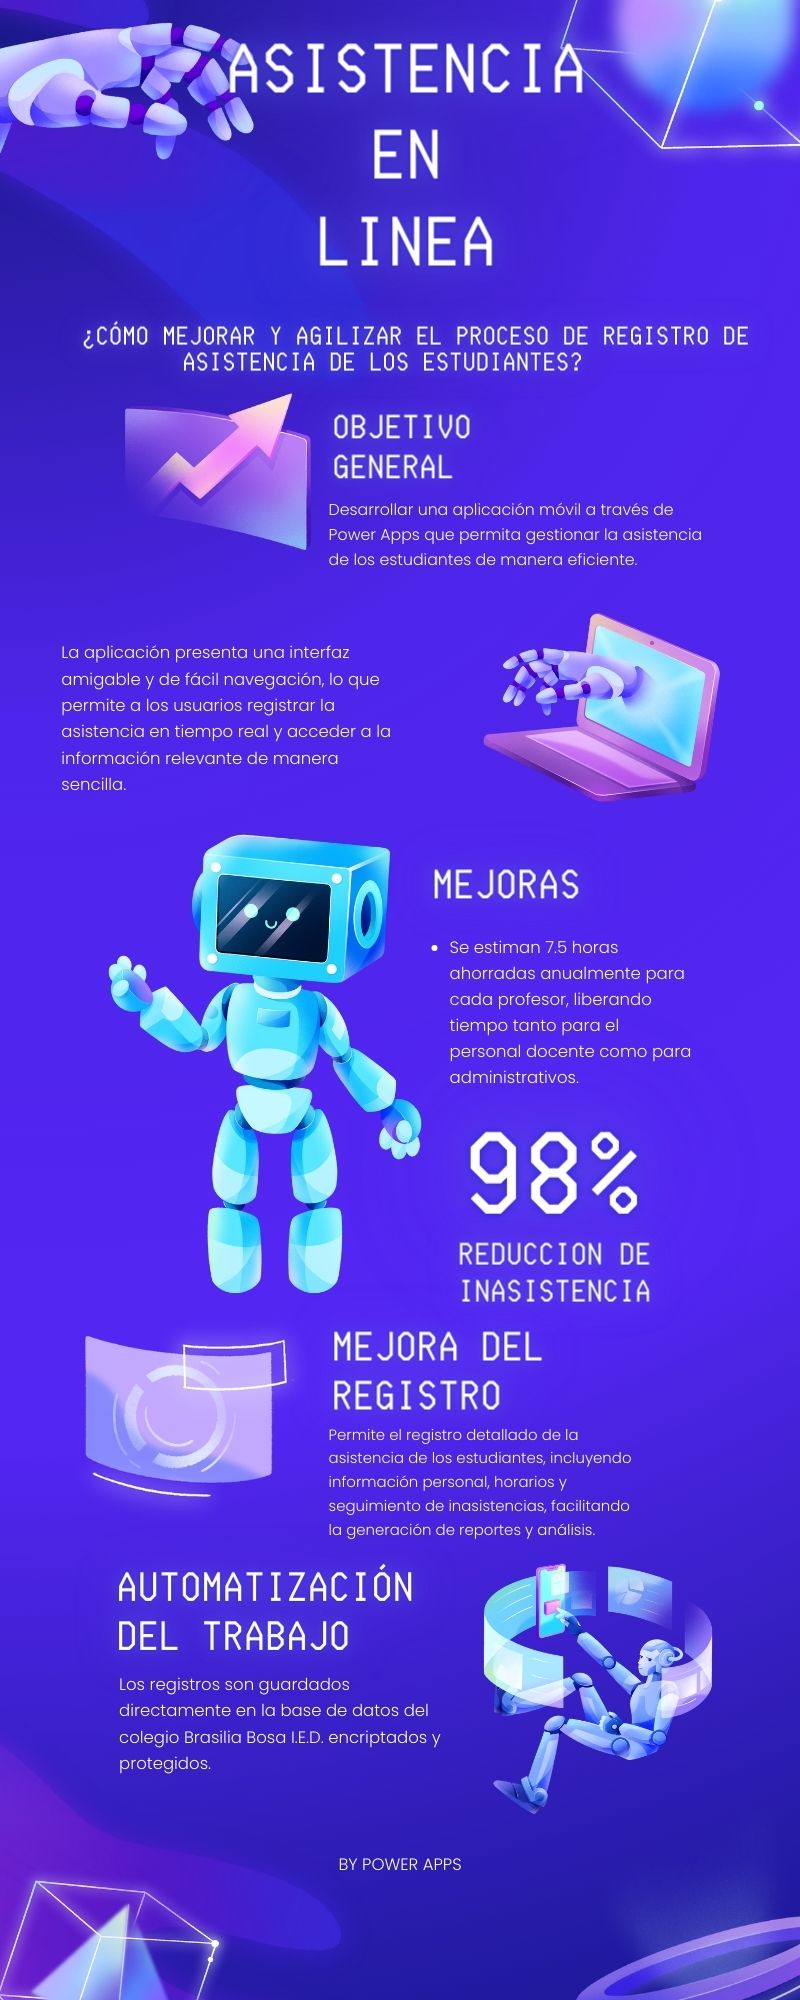 ASISTENCIA
EN
LINEA
¿CÓMO MEJORAR Y AGILIZAR EL PROCESO DE REGISTRO DE
ASISTENCIA DE LOS ESTUDIANTES?
OBJETIVO
GENERAL
Desarrollar una aplicación móvil a través de
Power Apps que permita gestionar la asistencia
de los estudiantes de manera eficiente.
La aplicación presenta una interfaz
amigable y de fácil navegación, lo que
permite a los usuarios registrar la
asistencia en tiempo real y acceder a la
información relevante de manera
sencilla.
MEJORAS
• Se estiman 7.5 horas
ahorradas anualmente para
cada profesor, liberando
tiempo tanto para el
personal docente como para
administrativos.
98%
REDUCCION DE
INASISTENCIA
MEJORA DEL
REGISTRO
Permite el registro detallado de la
asistencia de los estudiantes, incluyendo
información personal, horarios y
seguimiento de inasistencias, facilitando
la generación de reportes y análisis.
AUTOMATIZACIÓN
DEL TRABAJO
Los registros son guardados
directamente en la base de datos del
colegio Brasilia Bosa I.E.D. encriptados y
protegidos.
BY POWER APPS